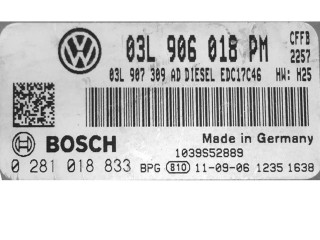 03L 906 018 PM CFFB
2257
03L 907 309 AD DIESEL EDC17C46 HW: H25
BOSCH
Made in Germany
1039S52889
0 281 018 833 BPG E10 11-09-06 1235 1638